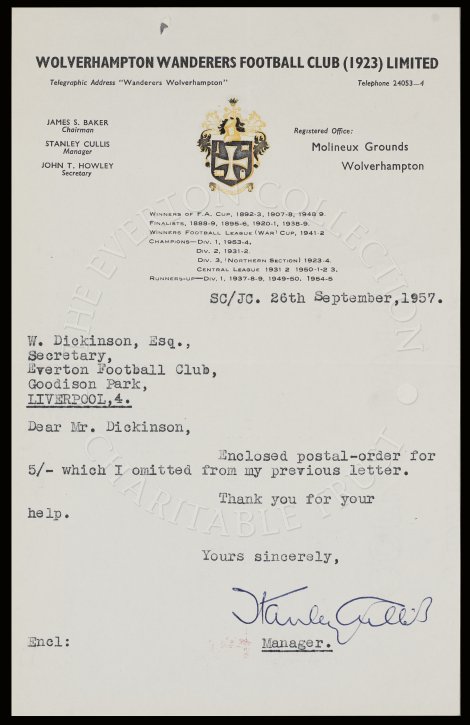 WOLVERHAMPTON WANDERERS FOOTBALL CLUB (1923) LIMITED
Telegraphic Address "Wanderers Wolverhampton"
Telephone 24053—4
JAMES S. BAKER
Chairman
STANLEY CULLIS
Manager
JOHN T. HOWLEY
Secretary
Registered Office:
Molineux Grounds
Wolverhampton
WINNERS OF F.A. CUP, 1892-3, 1907-8, 1948 9
FINALISTS, 1888-9, 1895-6, 1920-1, 1938-9.
WINNERS FOOTBALL LEAGUE (WAR) CUP, 1941-2
CHAMPIONS—DIV. 1, 1953-4,
DIV. 2, 1931-2.
DIV. 3, (NORTHERN SECTION) 1923-4.
CENTRAL LEAGUE 1931 2 1950-1-2 3.
RUNNERS-UP—DIV. 1, 1937-8-9, 1949-50, 1954-5
SC/JC. 26th September,1957.
W. Dickinson, Esq.,
Secretary,
Everton Football Club,
Goodison Park,
LIVERPOOL,4.
Dear Mr. Dickinson,
Enclosed postal-order for
5/- which I omitted from my previous letter.
Thank you for your
help.
Yours sincerely,
Stanley Cullis
Encl:
Manager.
THE EVERTON COLLECTION
CHARITABLE TRUST